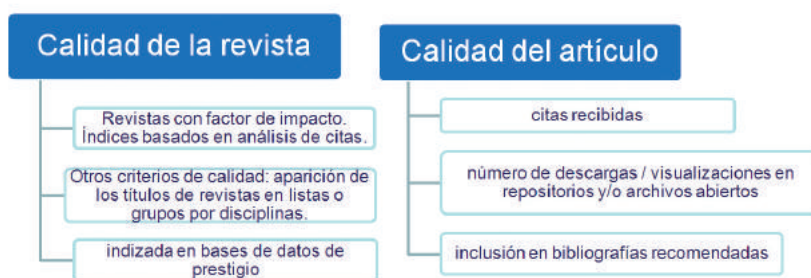 Calidad de la revista
Revistas con factor de impacto.
Índices basados en análisis de citas.
Otros criterios de calidad: aparición de
los títulos de revistas en listas o
grupos por disciplinas.
indizada en bases de datos de
prestigio
Calidad del artículo
citas recibidas
número de descargas / visualizaciones en
repositorios y/o archivos abiertos
inclusión en bibliografías recomendadas